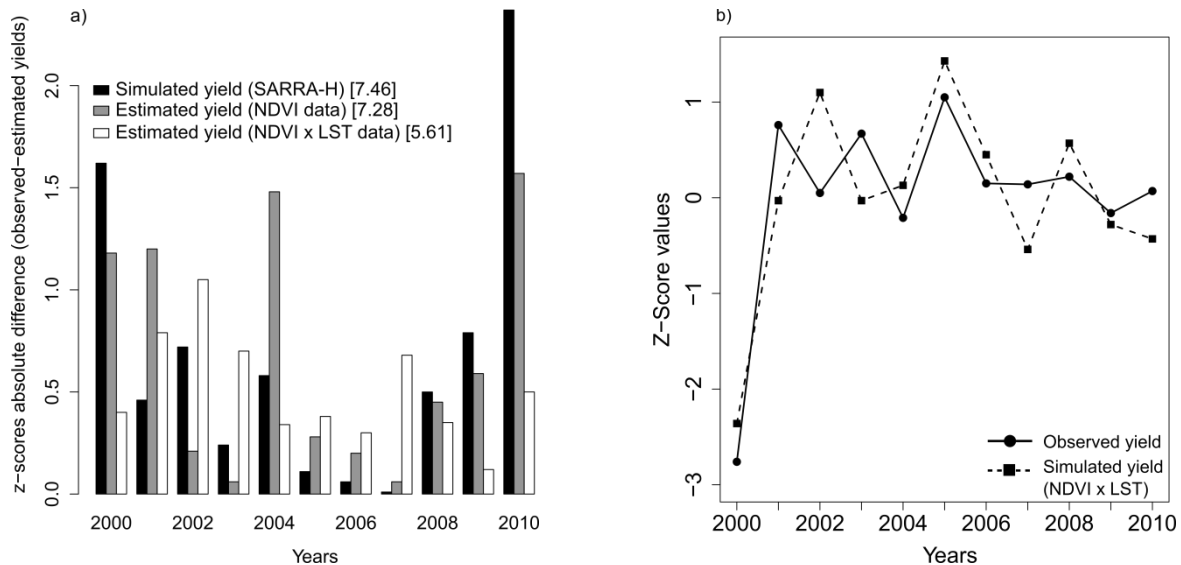 a)
z−scores absolute difference (observed−estimated yields)
2.0
1.5
1.0
0.5
0.0
Simulated yield (SARRA-H) [7.46]
Estimated yield (NDVI data) [7.28]
Estimated yield (NDVI x LST data) [5.61]
2000 2002 2004 2006 2008 2010
Years
b)
Z−Score values
1
0
−1
−2
−3
Observed yield
Simulated yield
(NDVI x LST)
2000 2002 2004 2006 2008 2010
Years